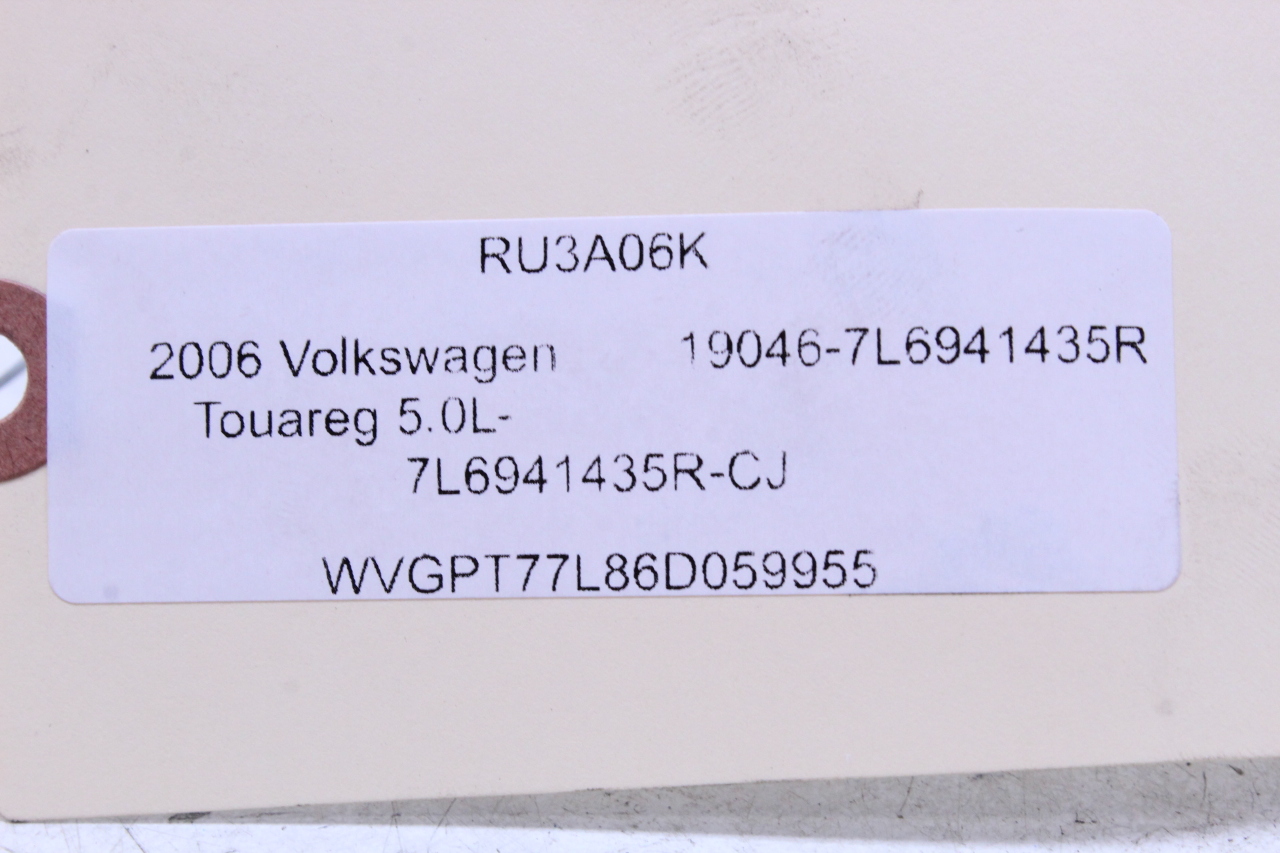 RU3A06K
2006 Volkswagen 19046-7L6941435R
Touareg 5.0L-
7L6941435R-CJ
WVGPT77L86D059955